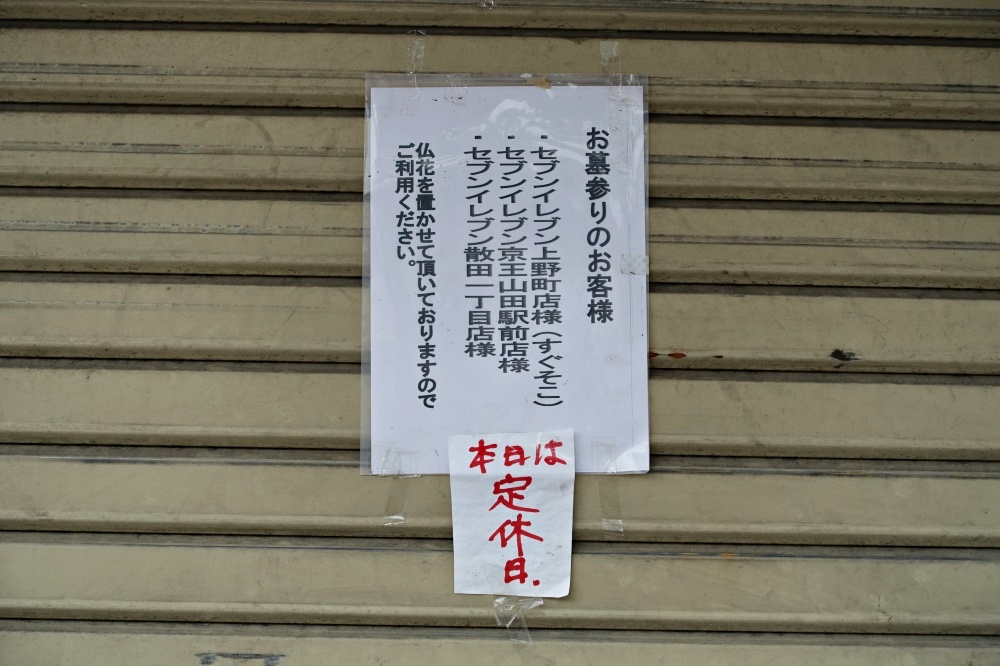 お墓参りのお客様
・セブンイレブン上野町店様（すぐそこ）
・セブンイレブン京王山田駅前店様
・セブンイレブン散田一丁目店様
仏花を置かせて頂いておりますので
ご利用ください。
本日は
定休日.